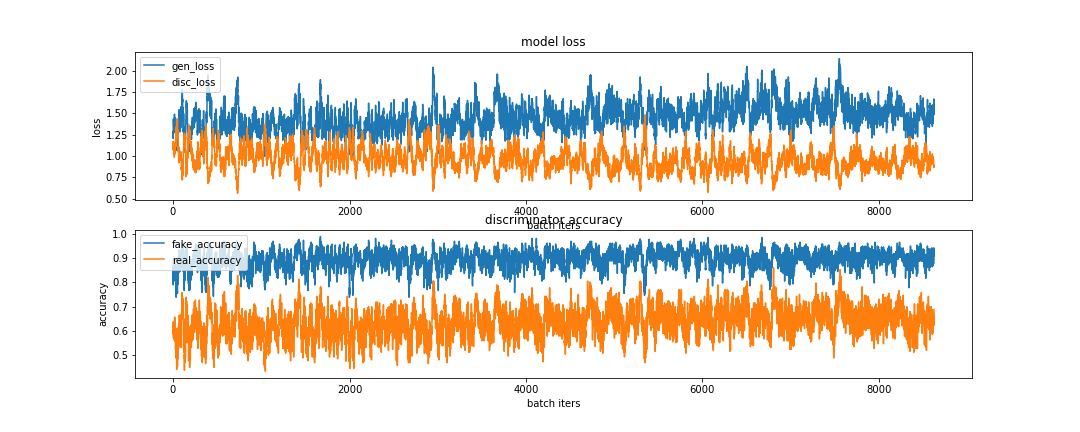 model loss
gen_loss
disc_loss
2.00
1.75
1.50
1.25
1.00
0.75
0.50
loss
0 2000 4000 6000 8000
batch iters
discriminator accuracy
fake_accuracy
real_accuracy
1.0
0.9
0.8
0.7
0.6
0.5
accuracy
0 2000 4000 6000 8000
batch iters